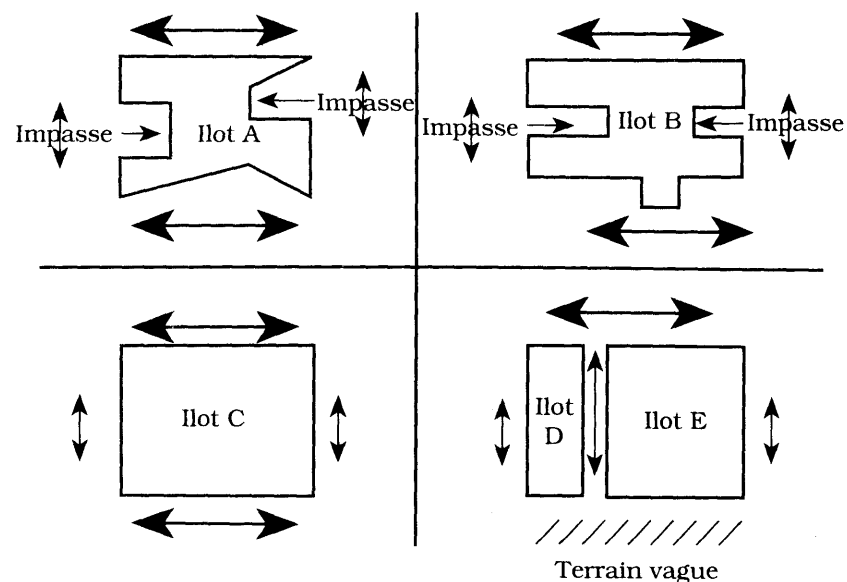 Impasse
Ilot A
Impasse
Impasse
Ilot B
Impasse
Ilot C
Ilot
D
Ilot E
Terrain vague